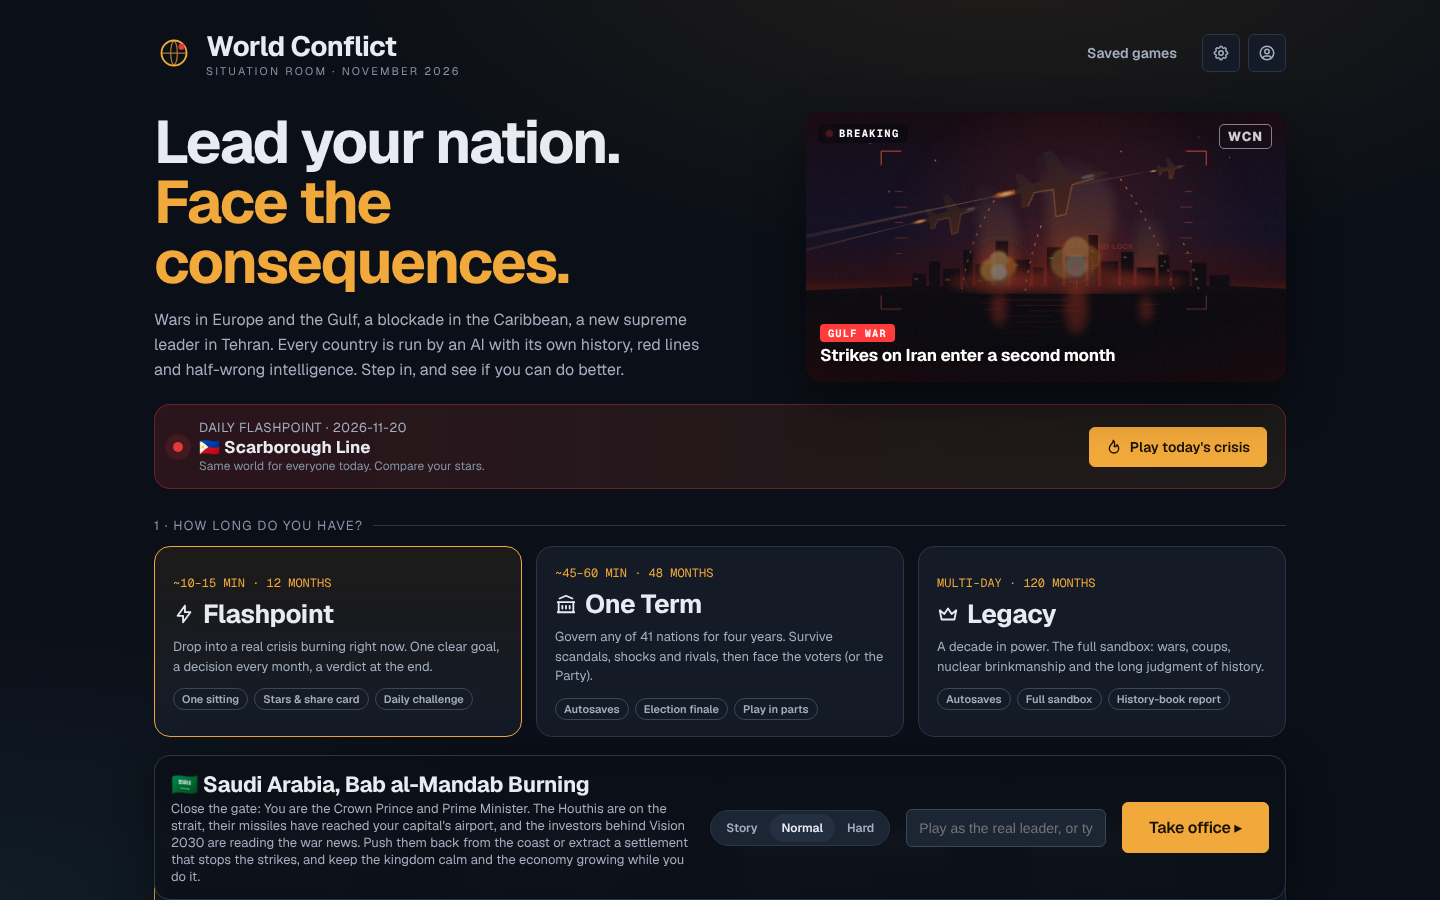 World Conflict
SITUATION ROOM · NOVEMBER 2026
Saved games
Lead your nation.
Face the
consequences.
Wars in Europe and the Gulf, a blockade in the Caribbean, a new supreme
leader in Tehran. Every country is run by an AI with its own history, red lines
and half-wrong intelligence. Step in, and see if you can do better.
BREAKING
WCN
NO LOCK
GULF WAR
Strikes on Iran enter a second month
DAILY FLASHPOINT · 2026-11-20
Scarborough Line
Same world for everyone today. Compare your stars.
Play today's crisis
1 · HOW LONG DO YOU HAVE?
~10-15 MIN · 12 MONTHS
Flashpoint
Drop into a real crisis burning right now. One clear goal,
a decision every month, a verdict at the end.
One sitting
Stars & share card
Daily challenge
~45-60 MIN · 48 MONTHS
One Term
Govern any of 41 nations for four years. Survive
scandals, shocks and rivals, then face the voters (or the
Party).
Autosaves
Election finale
Play in parts
MULTI-DAY · 120 MONTHS
Legacy
A decade in power. The full sandbox: wars, coups,
nuclear brinkmanship and the long judgment of history.
Autosaves
Full sandbox
History-book report
Saudi Arabia, Bab al-Mandab Burning
Close the gate: You are the Crown Prince and Prime Minister. The Houthis are on the
strait, their missiles have reached your capital's airport, and the investors behind Vision
2030 are reading the war news. Push them back from the coast or extract a settlement
that stops the strikes, and keep the kingdom calm and the economy growing while you
do it.
Story
Normal
Hard
Play as the real leader, or ty
Take office ▸